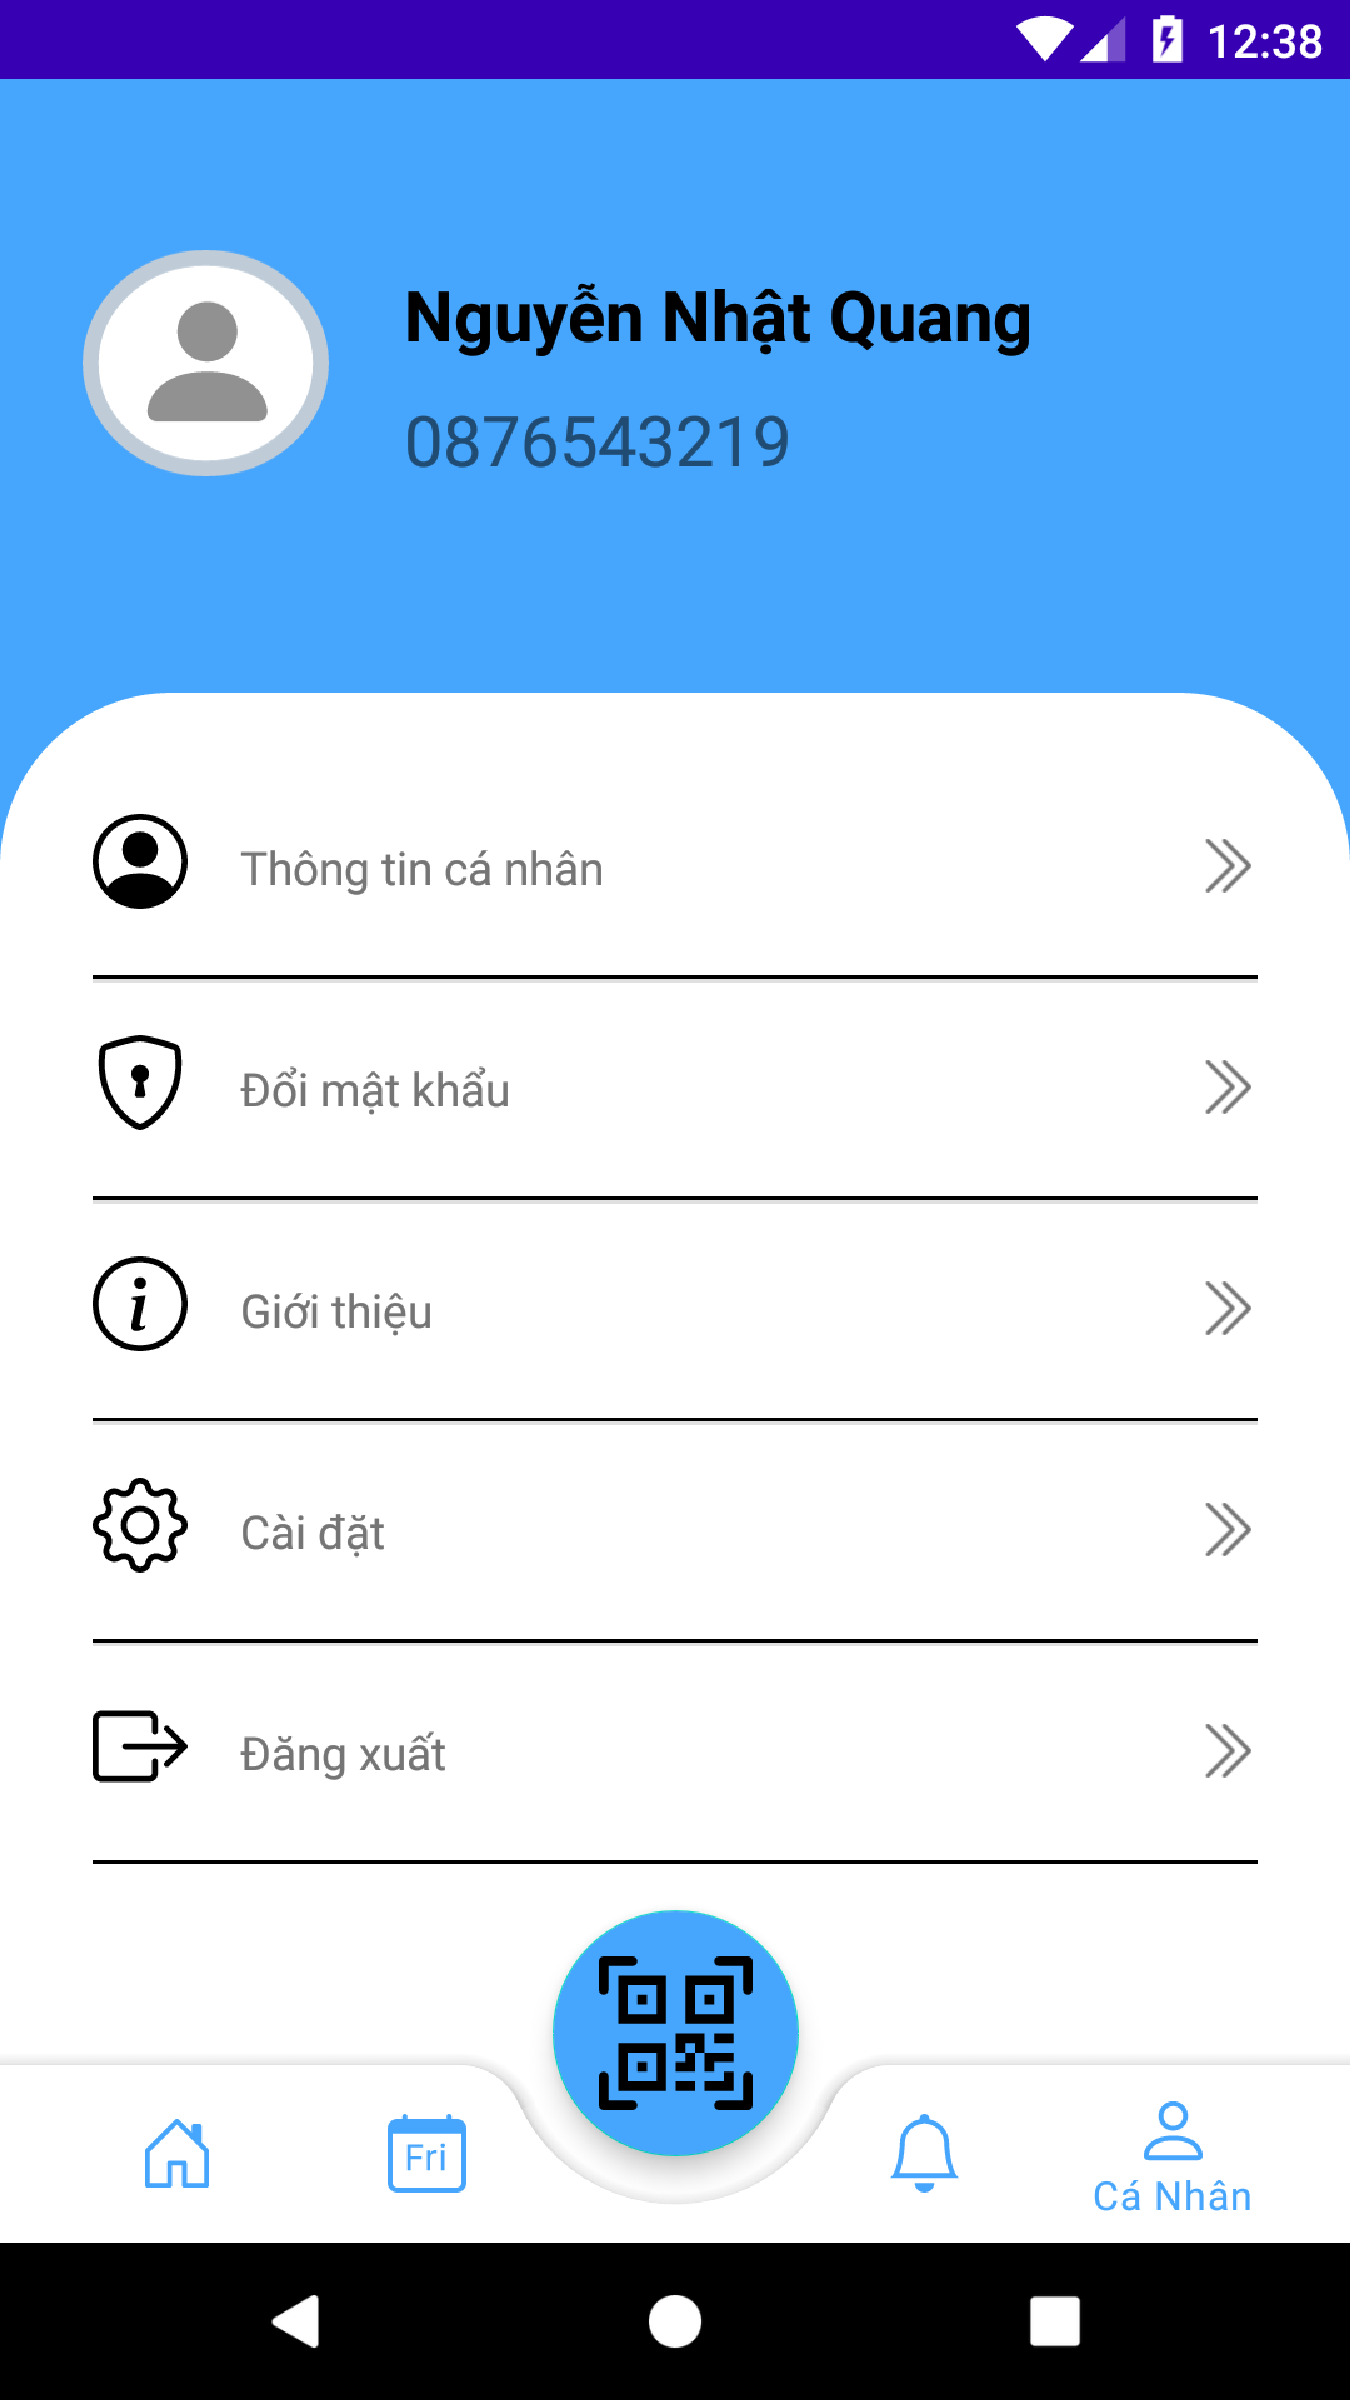 12:38
Nguyễn Nhật Quang
0876543219
Thông tin cá nhân
Đổi mật khẩu
Giới thiệu
Cài đặt
Đăng xuất
Fri
Cá Nhân